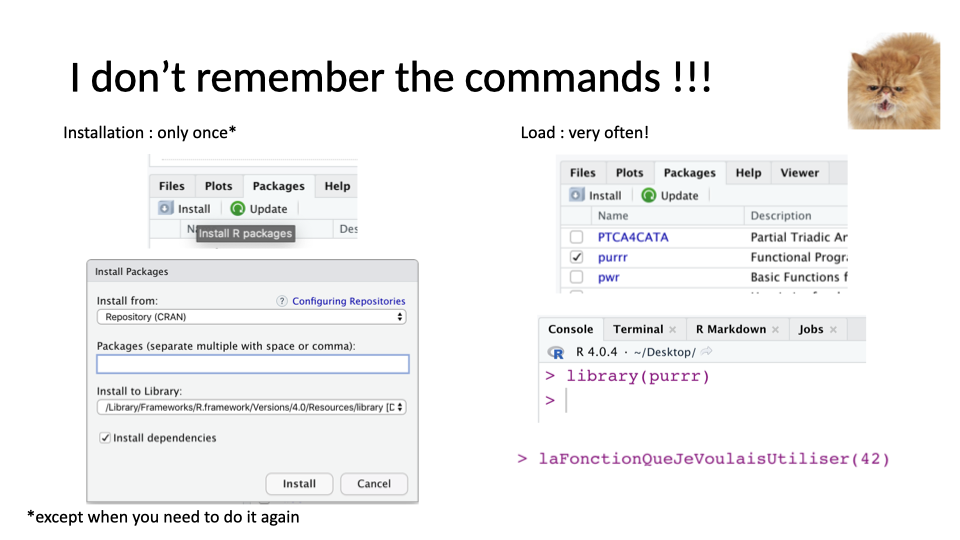 I don't remember the commands !!!
Installation : only once*
Files Plots Packages Help
Install Update
Install R packages
Install Packages
Install from:
? Configuring Repositories
Repository (CRAN)
Packages (separate multiple with space or comma):
Install to Library:
/Library/Frameworks/R.framework/Versions/4.0/Resources/library [D
Install dependencies
Install Cancel
*except when you need to do it again
Load : very often!
Files Plots Packages Help Viewer
Install Update
Name Description
PTCA4CATA Partial Triadic Ar
purrr Functional Progra
pwr Basic Functions f
Console Terminal × R Markdown × Jobs ×
R R 4.0.4 · ~/Desktop/
> library(purrr)
>
> laFonctionQueJeVoulaisUtiliser(42)